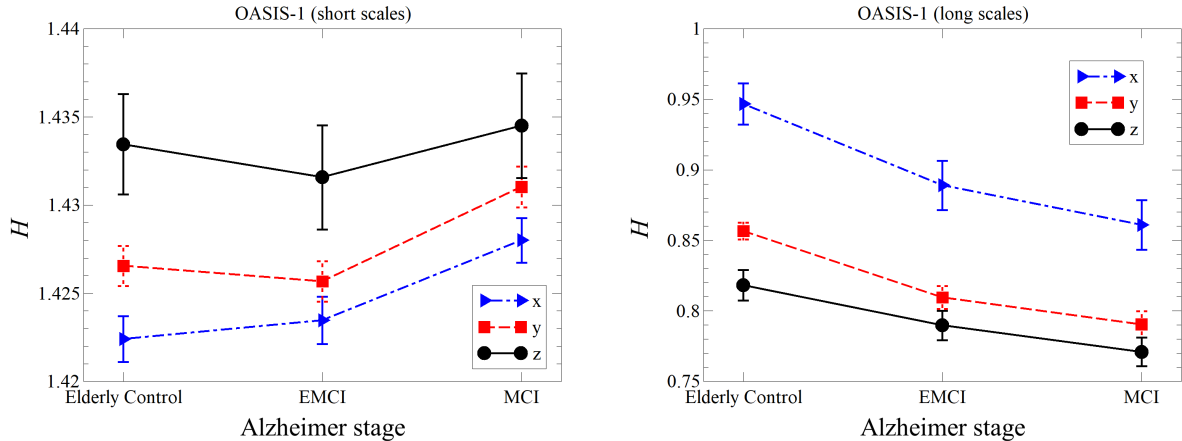 OASIS-1 (short scales)
1.44
1.435
1.43
1.425
1.42
H
x
y
z
Elderly Control
EMCI
MCI
Alzheimer stage
OASIS-1 (long scales)
1
0.95
0.9
0.85
0.8
0.75
H
x
y
z
Elderly Control
EMCI
MCI
Alzheimer stage